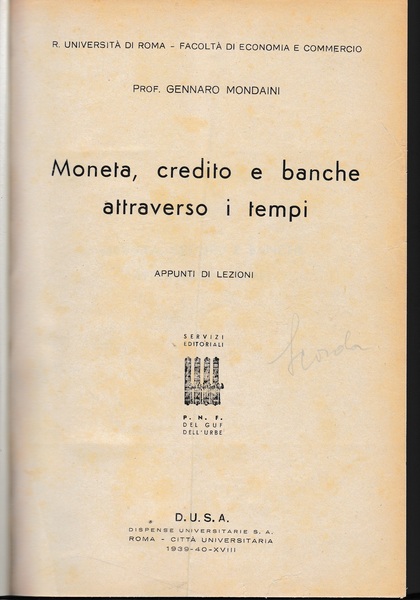 R. UNIVERSITÀ DI ROMA - FACOLTÀ DI ECONOMIA E COMMERCIO
PROF. GENNARO MONDAINI
Moneta, credito e banche
attraverso i tempi
APPUNTI DI LEZIONI
SERVIZI
EDITORIALI
P. N. F.
DEL GUF
DELL'URBE
D.U.S.A.
DISPENSE UNIVERSITARIE S. A.
ROMA - CITTÀ UNIVERSITARIA
1939-40-XVIII